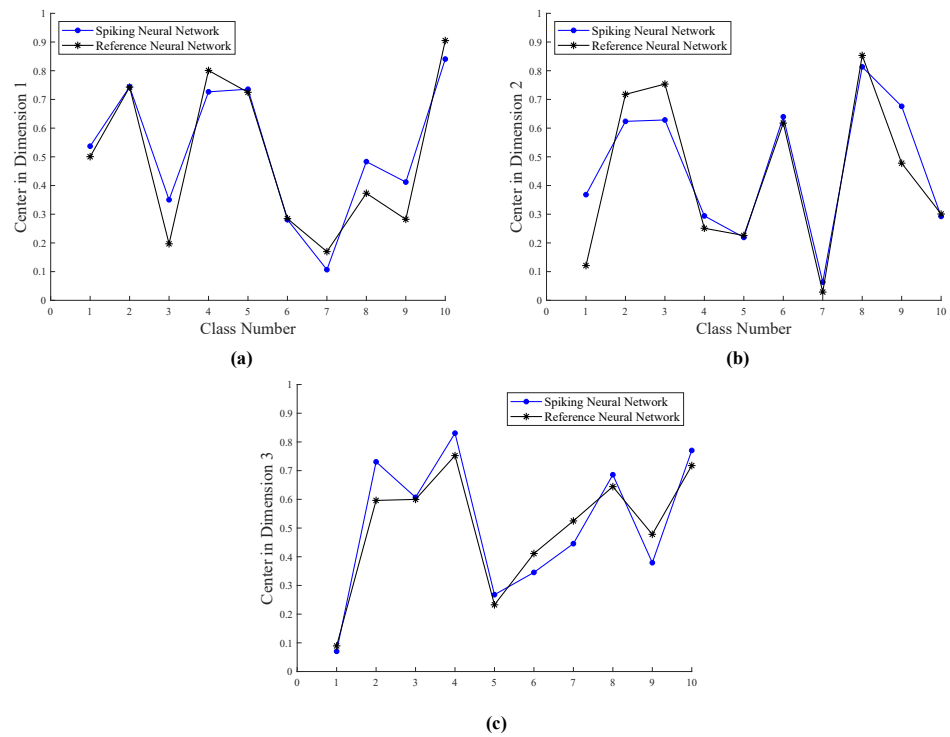 Spiking Neural Network
Reference Neural Network
Center in Dimension 1
1
0.9
0.8
0.7
0.6
0.5
0.4
0.3
0.2
0.1
0
0 1 2 3 4 5 6 7 8 9 10
Class Number
(a)
Spiking Neural Network
Reference Neural Network
Center in Dimension 2
1
0.9
0.8
0.7
0.6
0.5
0.4
0.3
0.2
0.1
0
0 1 2 3 4 5 6 7 8 9 10
Class Number
(b)
Spiking Neural Network
Reference Neural Network
Center in Dimension 3
1
0.9
0.8
0.7
0.6
0.5
0.4
0.3
0.2
0.1
0
0 1 2 3 4 5 6 7 8 9 10
(c)